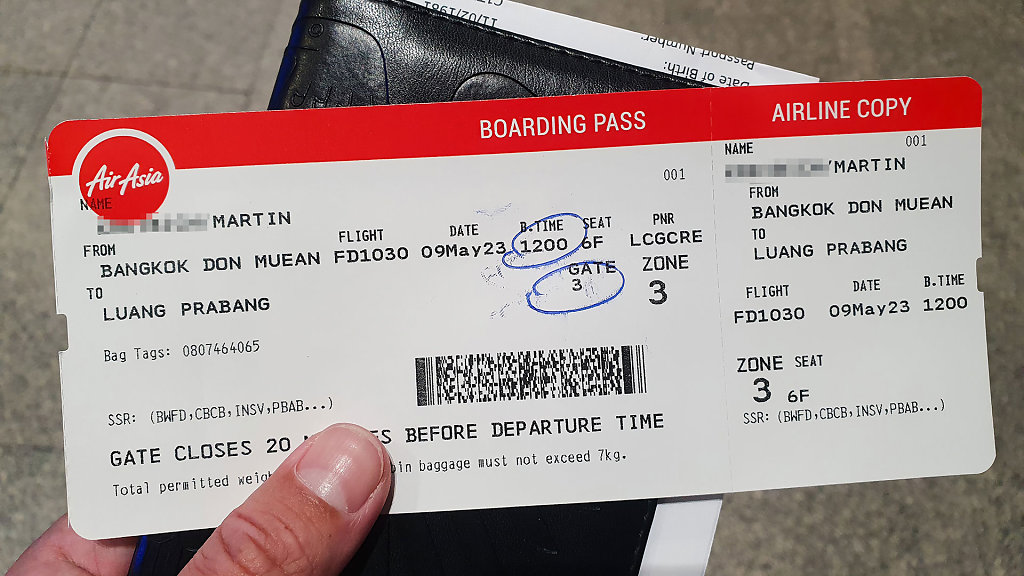 11/02/1981
Passport Number:
Date of Birth:
BOARDING PASS
AirAsia
001
NAME
MARTIN
FROM FLIGHT DATE B.TIME SEAT PNR
BANGKOK DON MUEAN FD1030 09May23 1200 6F LCGCRE
TO GATE ZONE
LUANG PRABANG 3 3
Bag Tags: 0807464065
SSR: (BWFD,CBCB,INSV,PBAB...)
GATE CLOSES 20 BEFORE DEPARTURE TIME
Total permitted baggage must not exceed 7kg.
AIRLINE COPY
NAME 001
/MARTIN
FROM
BANGKOK DON MUEAN
TO
LUANG PRABANG
FLIGHT DATE B.TIME
FD1030 09May23 1200
ZONE SEAT
3 6F
SSR: (BWFD,CBCB,INSV,PBAB...)